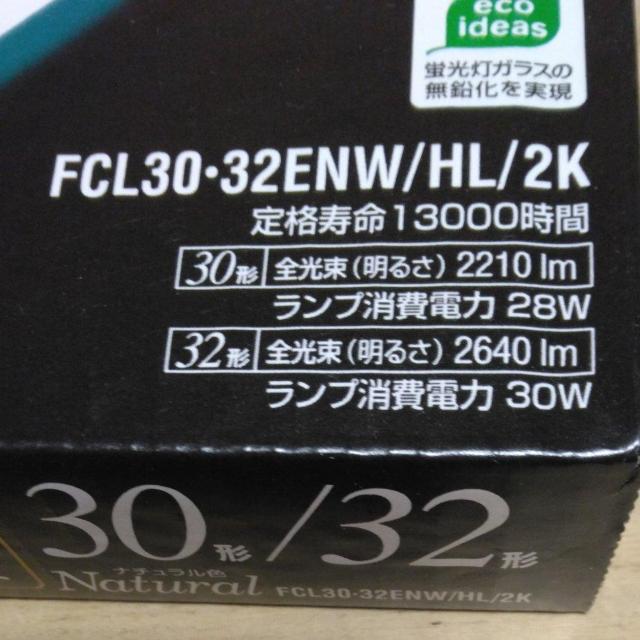 eco
ideas
蛍光灯ガラスの
無鉛化を実現
FCL30・32ENW/HL/2K
定格寿命13000時間
30形 全光束(明るさ) 2210 lm
ランプ消費電力 28W
32形 全光束(明るさ) 2640 lm
ランプ消費電力 30W
30形/32形
ナチュラル色
Natural FCL30・32ENW/HL/2K